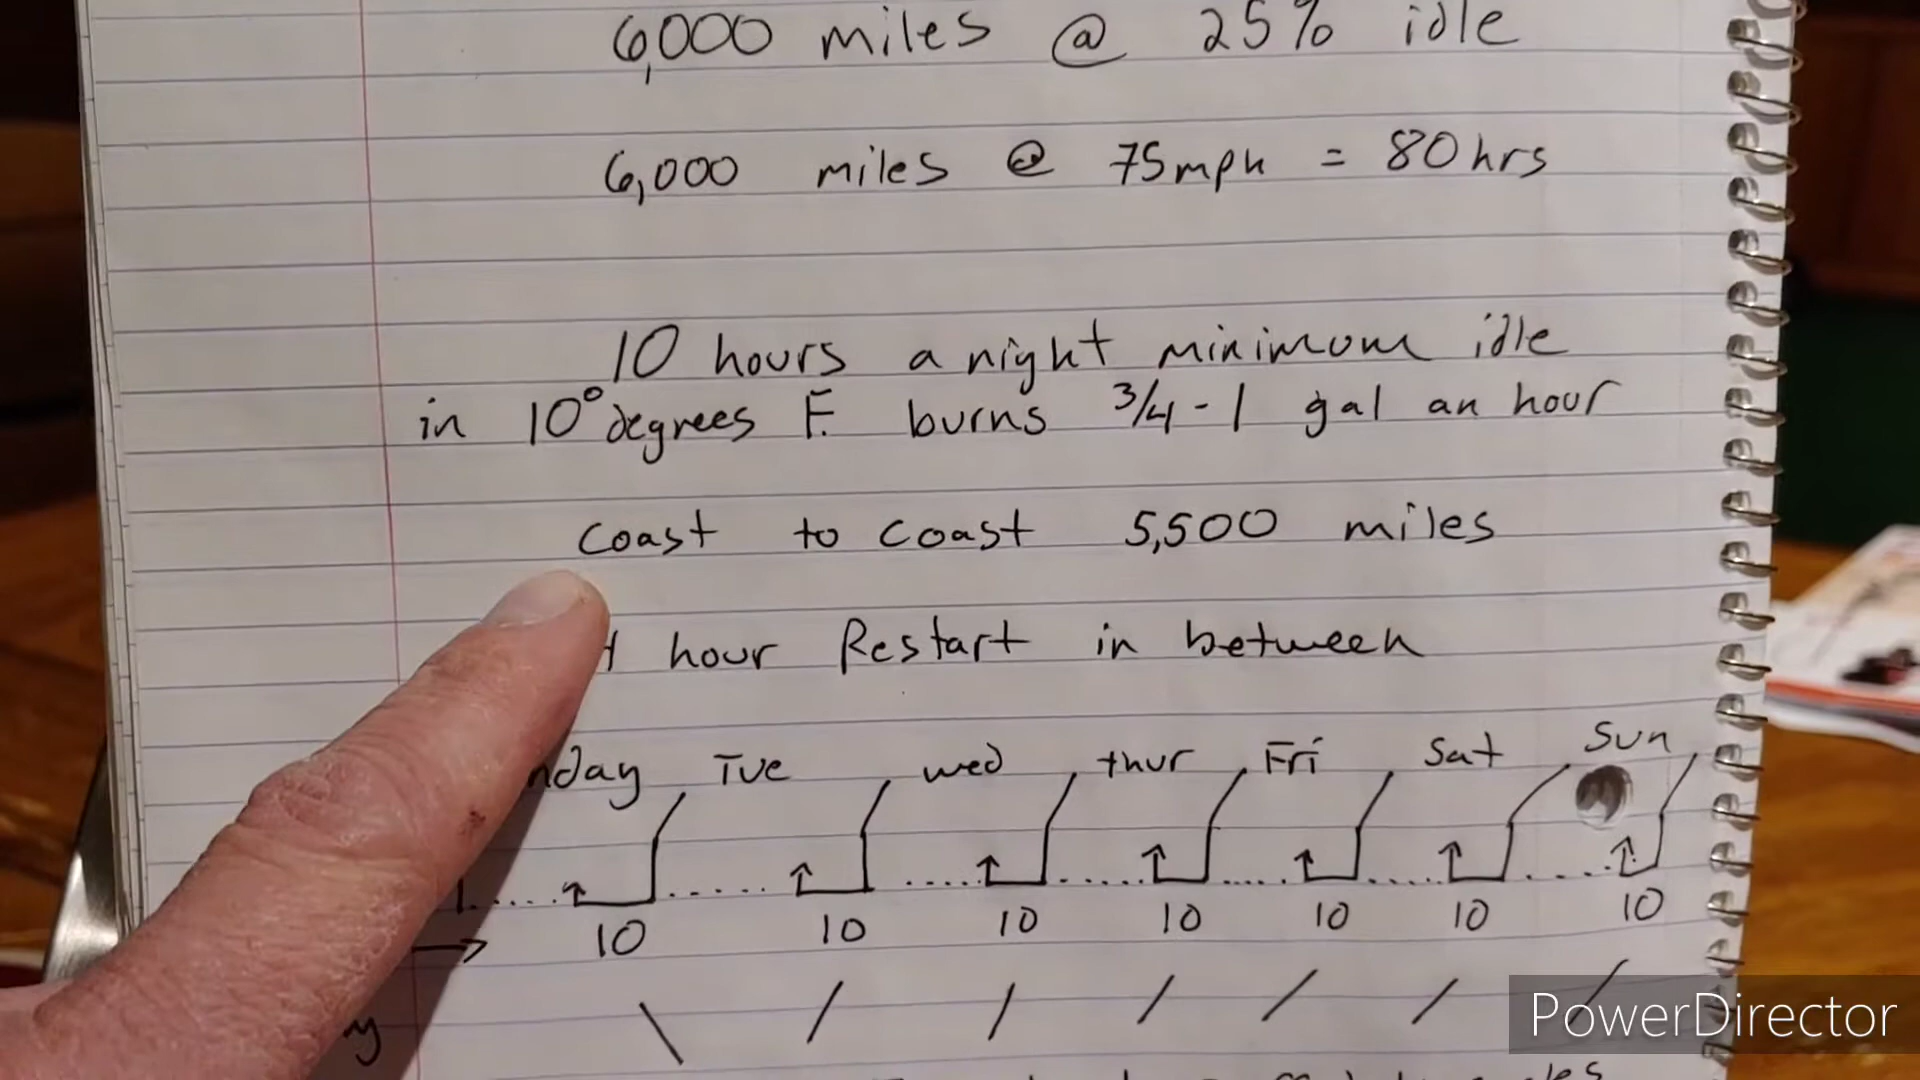 6,000 miles @ 25% idle
6,000 miles @ 75mph = 80hrs
10 hours a night minimum idle
in 10° degrees F. burns 3/4 - 1 gal an hour
Coast to coast 5,500 miles
hour Restart in between
nday Tue wed thur Fri Sat Sun
10 10 10 10 10 10 10
PowerDirector